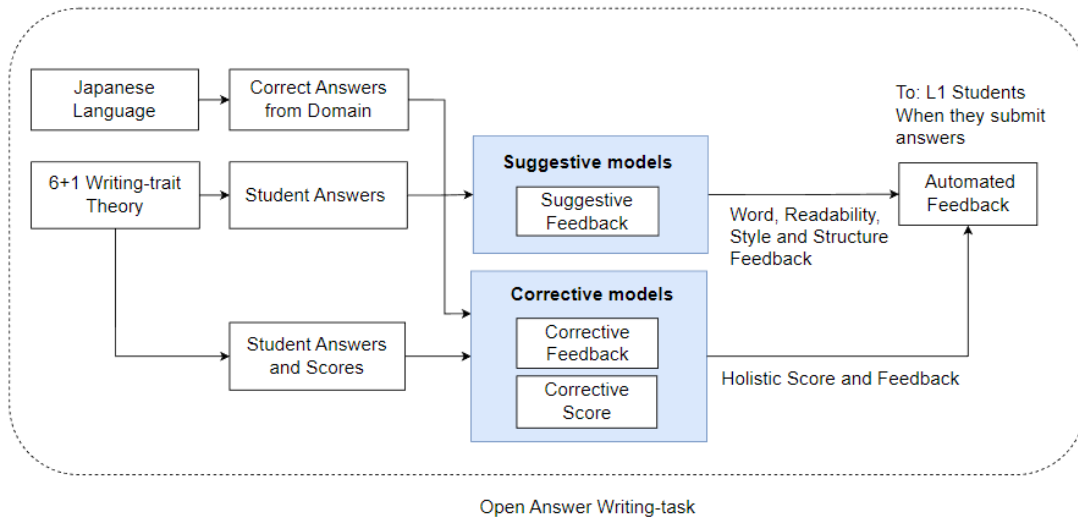 Japanese
Language
Correct Answers
from Domain
To: L1 Students
When they submit
answers
6+1 Writing-trait
Theory
Student Answers
Suggestive models
Suggestive
Feedback
Word, Readability,
Style and Structure
Feedback
Automated
Feedback
Student Answers
and Scores
Corrective models
Corrective
Feedback
Corrective
Score
Holistic Score and Feedback
Open Answer Writing-task